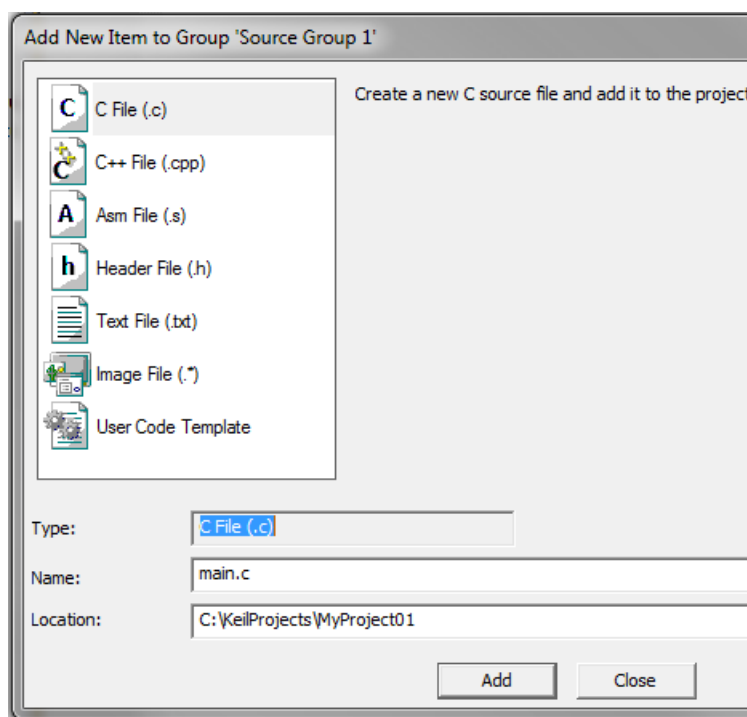 Add New Item to Group 'Source Group 1'
C File (.c)
Create a new C source file and add it to the project
C++ File (.cpp)
Asm File (.s)
Header File (.h)
Text File (.txt)
Image File (.*)
User Code Template
Type:
C File (.c)
Name:
main.c
Location:
C:\KeilProjects\MyProject01
Add
Close